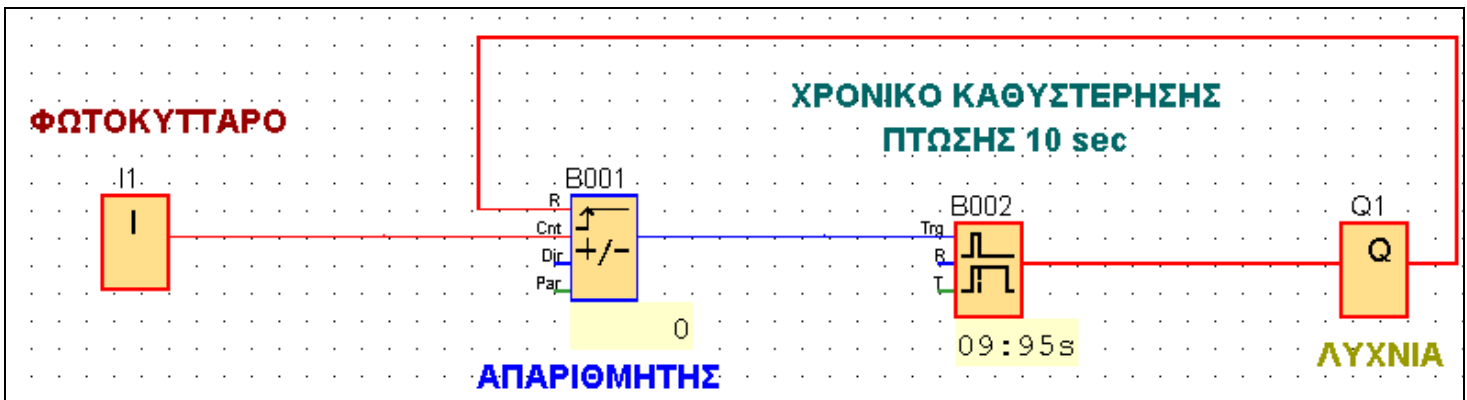 ΧΡΟΝΙΚΟ ΚΑΘΥΣΤΕΡΗΣΗΣ
ΠΤΩΣΗΣ 10 sec
ΦΩΤΟΚΥΤΤΑΡΟ
I1
I
B001
R
Cnt
Dir
Par
+/-
0
ΑΠΑΡΙΘΜΗΤΗΣ
B002
Trg
R
T
09:95s
Q1
Q
ΛΥΧΝΙΑ